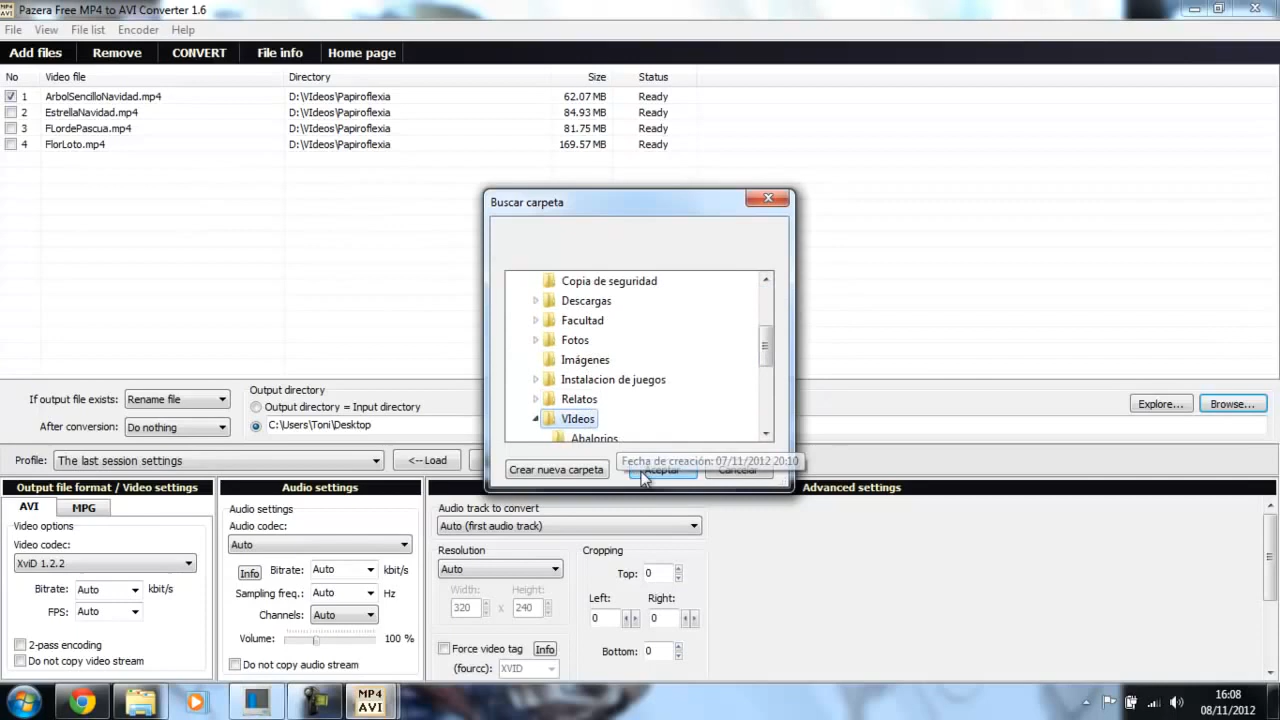 Pazera Free MP4 to AVI Converter 1.6
File View File list Encoder Help
Add files Remove CONVERT File info Home page
No Video file Directory Size Status
1 ArbolSencilloNavidad.mp4 D:\VIdeos\Papiroflexia 62.07 MB Ready
2 EstrellaNavidad.mp4 D:\VIdeos\Papiroflexia 84.93 MB Ready
3 FLordePascua.mp4 D:\VIdeos\Papiroflexia 81.75 MB Ready
4 FlorLoto.mp4 D:\VIdeos\Papiroflexia 169.57 MB Ready
Buscar carpeta
Copia de seguridad
Descargas
Facultad
Fotos
Imágenes
Instalacion de juegos
Relatos
VIdeos
Abalorios
Crear nueva carpeta Aceptar Cancelar
Fecha de creación: 07/11/2012 20:10
If output file exists: Rename file
After conversion: Do nothing
Output directory
Output directory = Input directory
C:\Users\Toni\Desktop
Explore... Browse...
Profile: The last session settings <--Load
Output file format / Video settings
AVI MPG
Video options
Video codec:
XviD 1.2.2
Bitrate: Auto kbit/s
FPS: Auto
2-pass encoding
Do not copy video stream
Audio settings
Audio settings
Audio codec:
Auto
Info Bitrate: Auto kbit/s
Sampling freq.: Auto Hz
Channels: Auto
Volume: 100 %
Do not copy audio stream
Advanced settings
Audio track to convert
Auto (first audio track)
Resolution
Auto
Width: Height:
320 x 240
Force video tag Info
(fourcc): XVID
Cropping
Top: 0
Left: Right:
0 0
Bottom: 0
MP4 AVI
16:08
08/11/2012